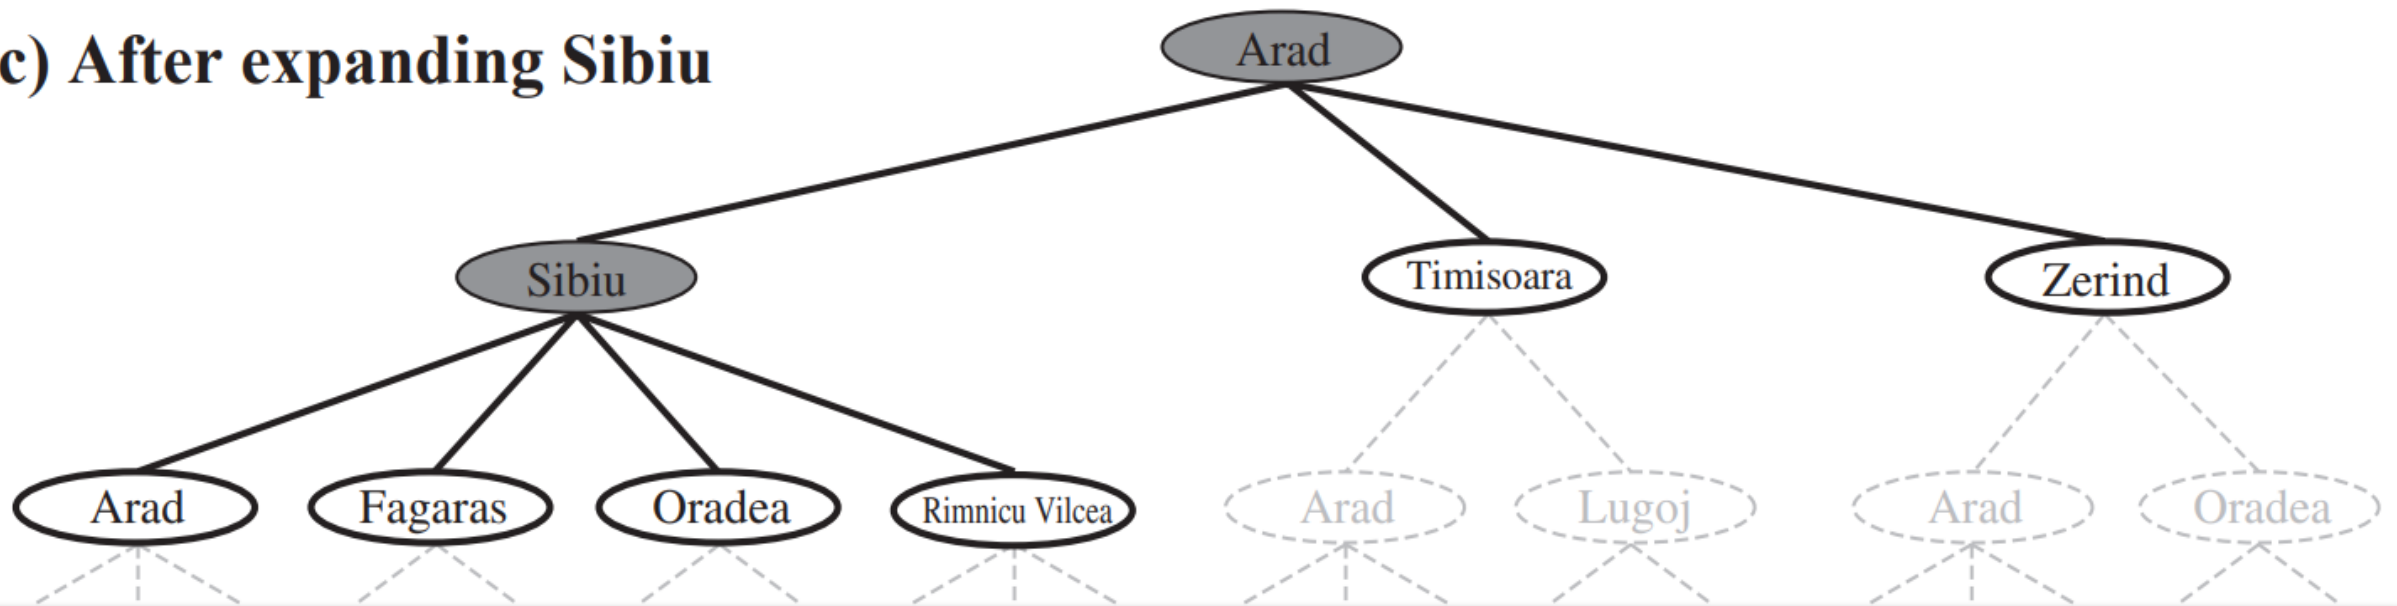 c) After expanding Sibiu
Arad
Sibiu
Timisoara
Zerind
Arad
Fagaras
Oradea
Rimnicu Vilcea
Arad
Lugoj
Arad
Oradea